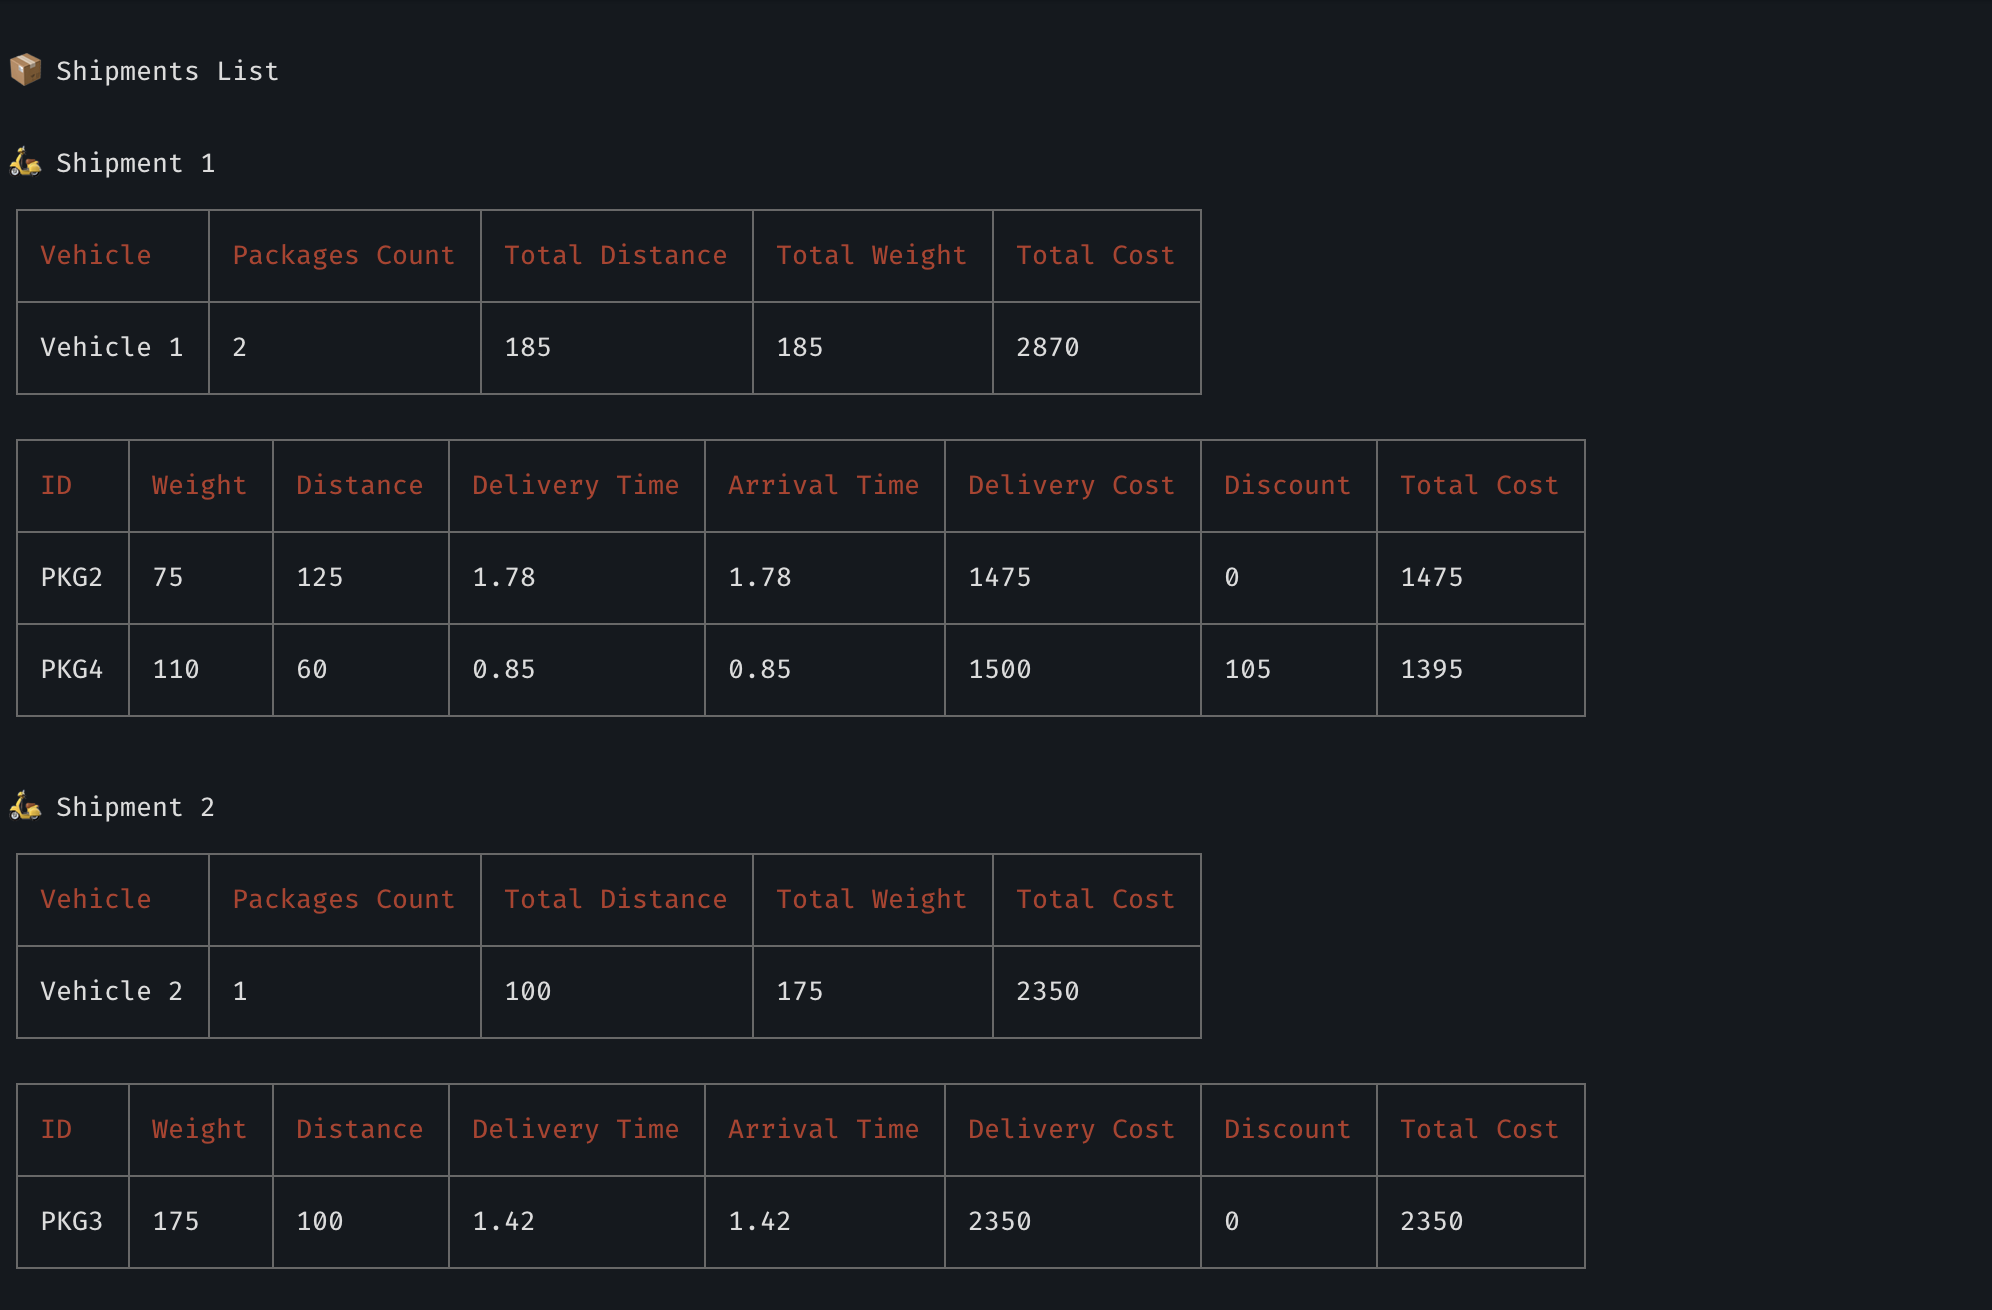 📦 Shipments List
🛵 Shipment 1
Vehicle Packages Count Total Distance Total Weight Total Cost
Vehicle 1 2 185 185 2870
ID Weight Distance Delivery Time Arrival Time Delivery Cost Discount Total Cost
PKG2 75 125 1.78 1.78 1475 0 1475
PKG4 110 60 0.85 0.85 1500 105 1395
🛵 Shipment 2
Vehicle Packages Count Total Distance Total Weight Total Cost
Vehicle 2 1 100 175 2350
ID Weight Distance Delivery Time Arrival Time Delivery Cost Discount Total Cost
PKG3 175 100 1.42 1.42 2350 0 2350